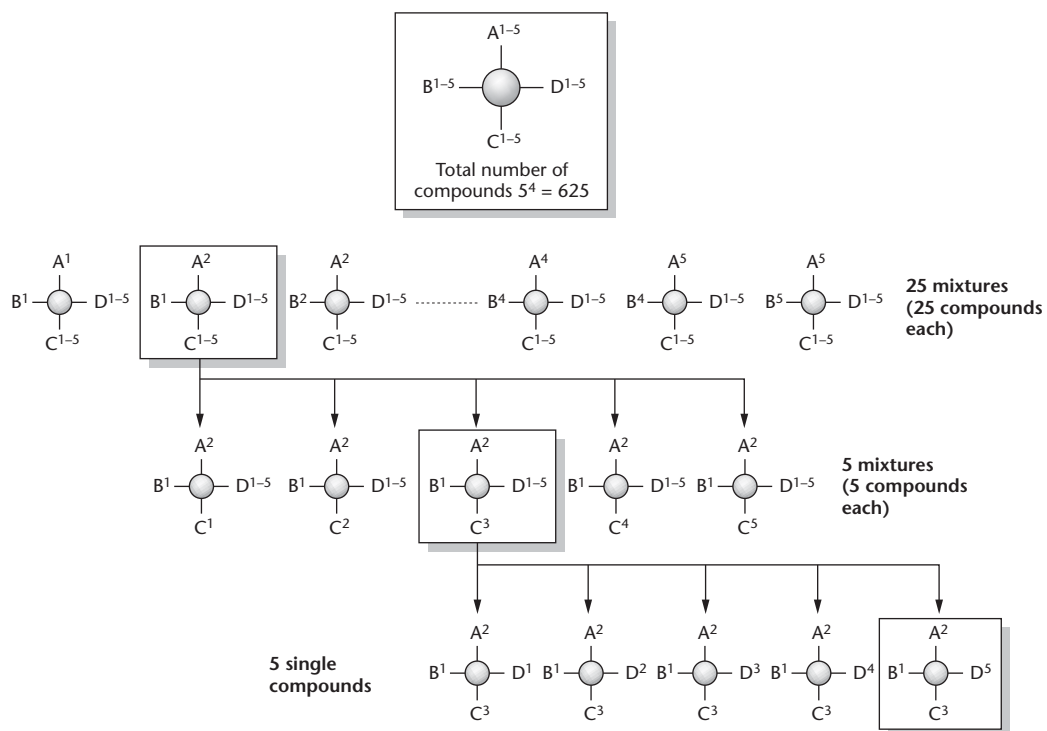 A¹⁻⁵
B¹⁻⁵ D¹⁻⁵
C¹⁻⁵
Total number of
compounds 5⁴ = 625
A¹ A² A² A⁴ A⁵ A⁵
B¹ D¹⁻⁵ B¹ D¹⁻⁵ B² D¹⁻⁵ B⁴ D¹⁻⁵ B⁴ D¹⁻⁵ B⁵ D¹⁻⁵
C¹⁻⁵ C¹⁻⁵ C¹⁻⁵ C¹⁻⁵ C¹⁻⁵ C¹⁻⁵
25 mixtures
(25 compounds
each)
A² A² A² A² A²
B¹ D¹⁻⁵ B¹ D¹⁻⁵ B¹ D¹⁻⁵ B¹ D¹⁻⁵ B¹ D¹⁻⁵
C¹ C² C³ C⁴ C⁵
5 mixtures
(5 compounds
each)
5 single
compounds
A² A² A² A² A²
B¹ D¹ B¹ D² B¹ D³ B¹ D⁴ B¹ D⁵
C³ C³ C³ C³ C³